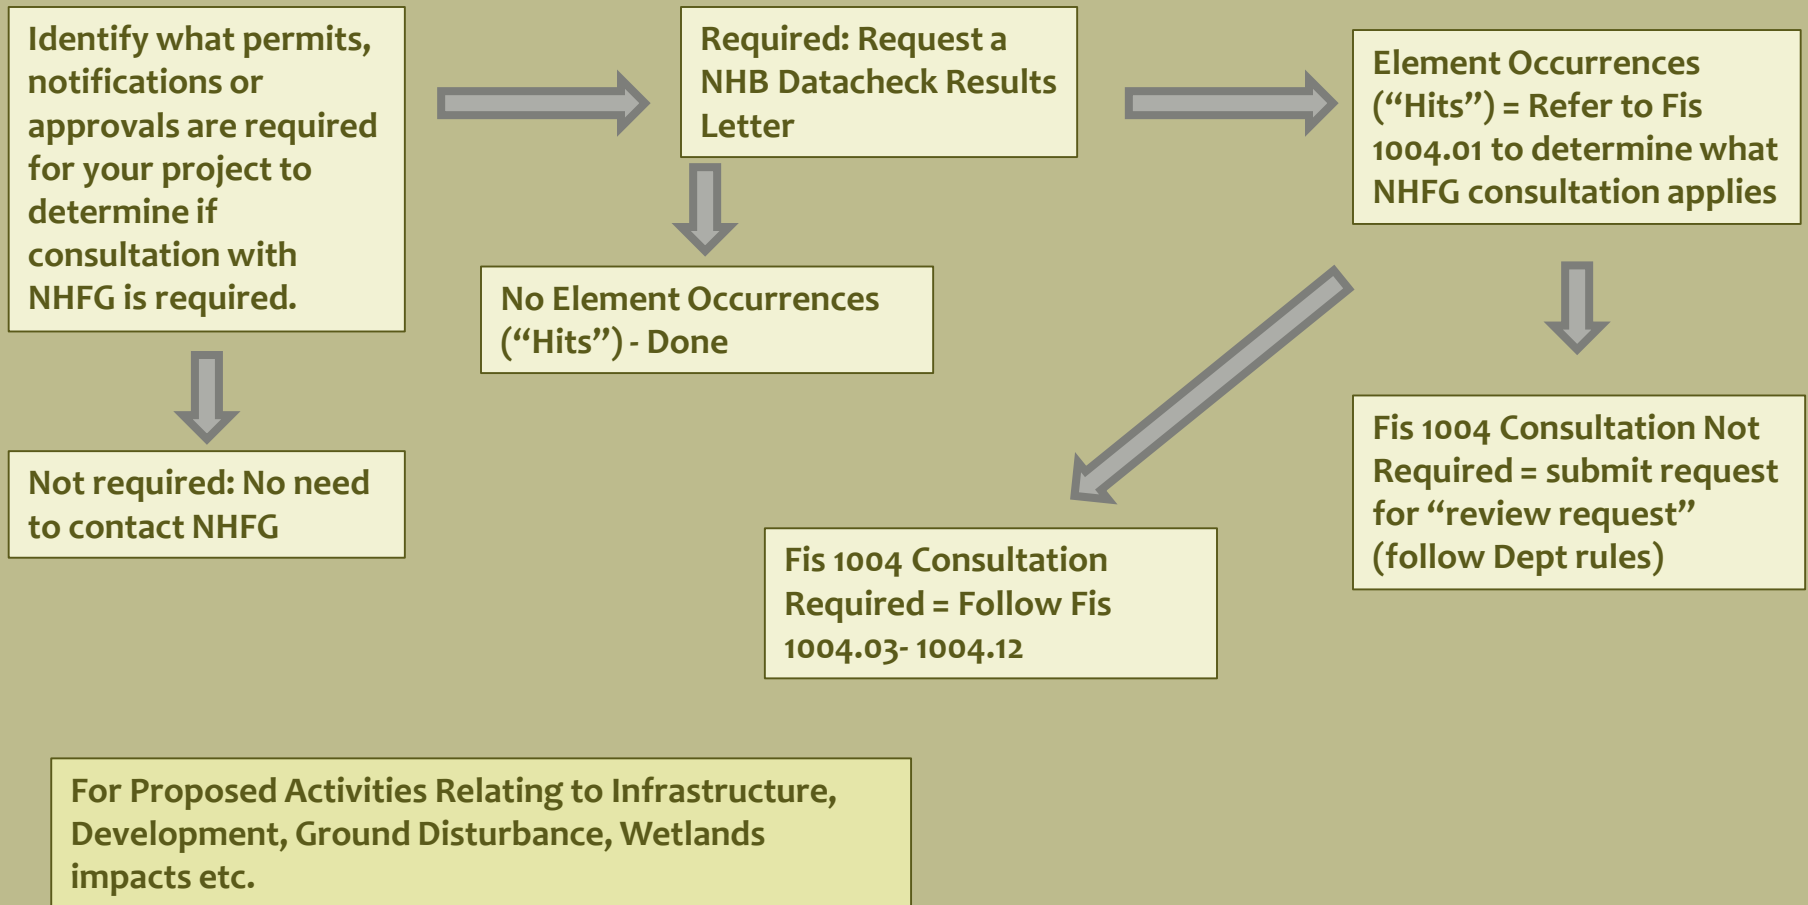 Identify what permits,
notifications or
approvals are required
for your project to
determine if
consultation with
NHFG is required.
Required: Request a
NHB Datacheck Results
Letter
Element Occurrences
(“Hits”) = Refer to Fis
1004.01 to determine what
NHFG consultation applies
No Element Occurrences
(“Hits”) - Done
Not required: No need
to contact NHFG
Fis 1004 Consultation Not
Required = submit request
for “review request”
(follow Dept rules)
Fis 1004 Consultation
Required = Follow Fis
1004.03- 1004.12
For Proposed Activities Relating to Infrastructure,
Development, Ground Disturbance, Wetlands
impacts etc.